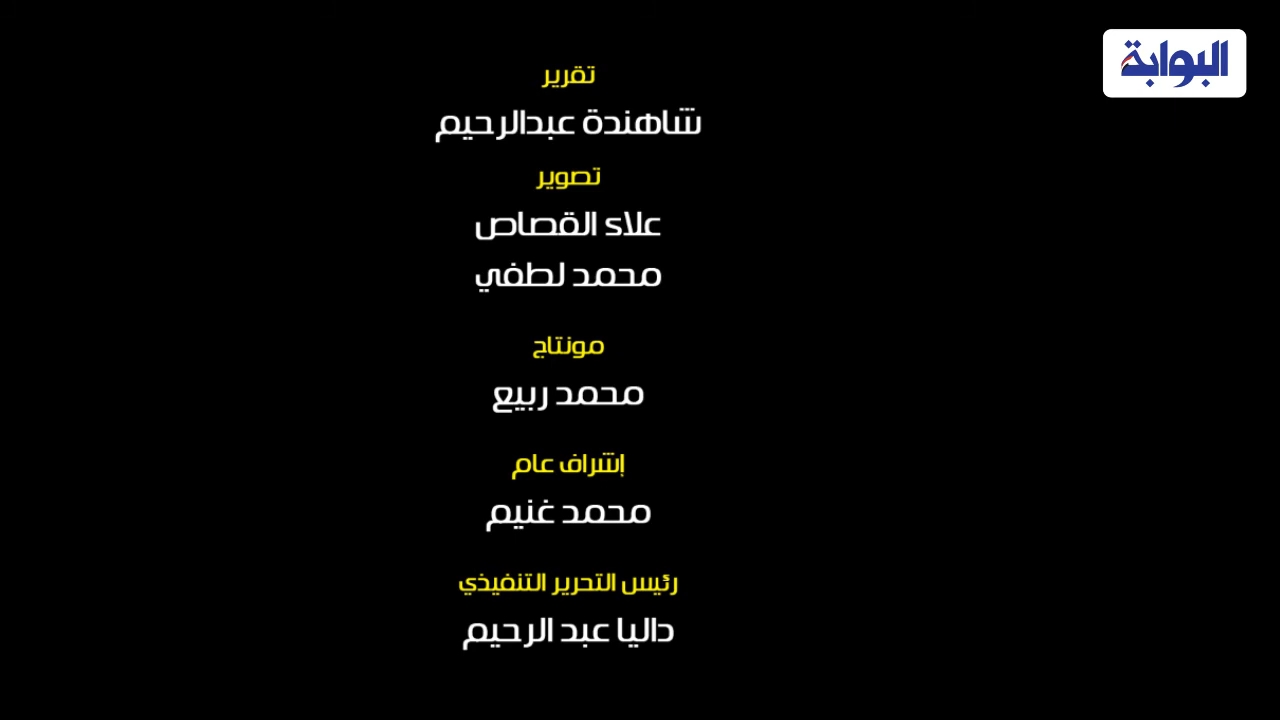 البوابة
تقرير
شاهندة عبدالرحيم
تصوير
علاء القصاص
محمد لطفي
مونتاج
محمد ربيع
إشراف عام
محمد غنيم
رئيس التحرير التنفيذي
داليا عبد الرحيم